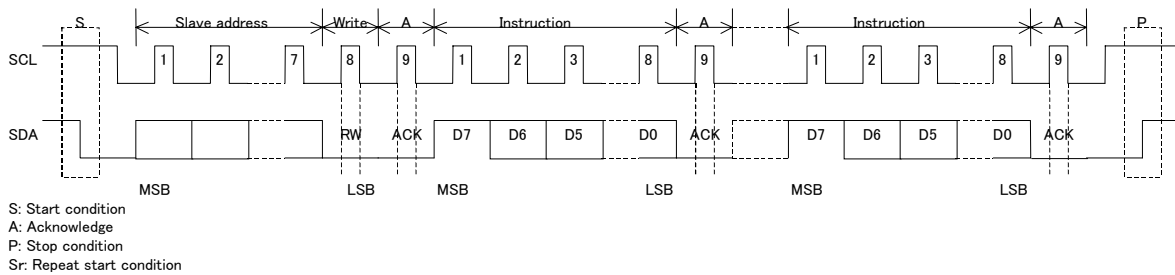 S Slave address Write A Instruction A Instruction A P
SCL 1 2 7 8 9 1 2 3 8 9 1 2 3 8 9
SDA RW ACK D7 D6 D5 D0 ACK D7 D6 D5 D0 ACK
MSB LSB MSB LSB MSB LSB
S: Start condition
A: Acknowledge
P: Stop condition
Sr: Repeat start condition